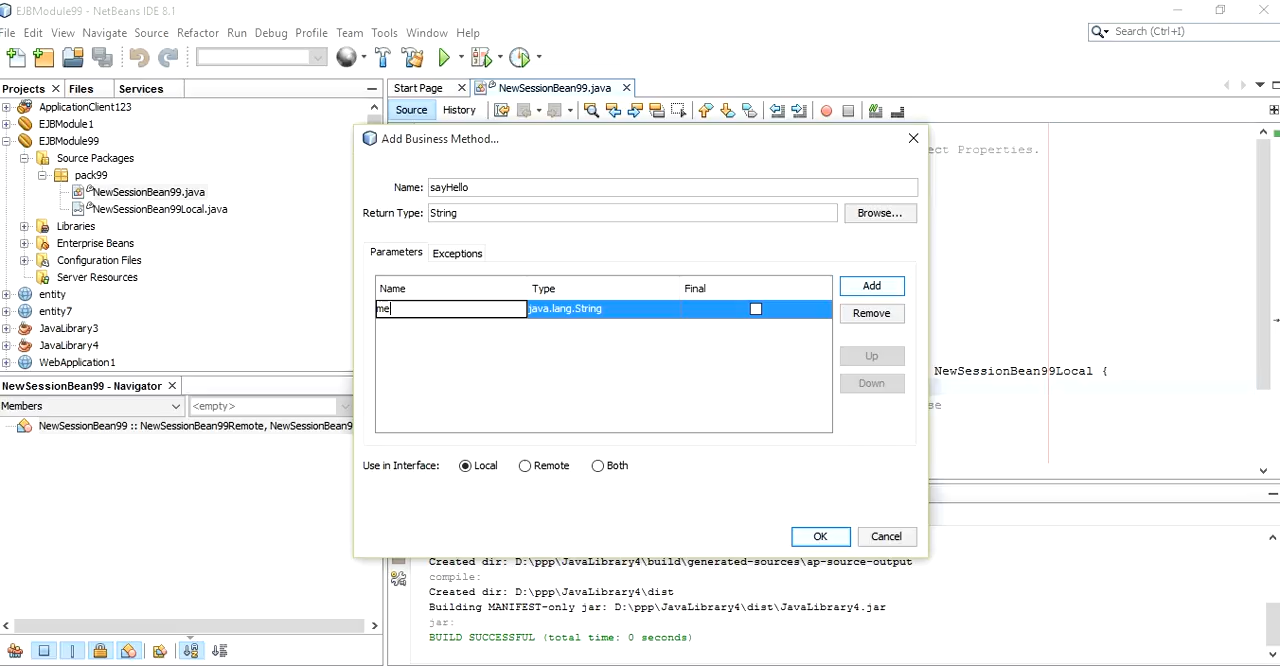 EJBModule99 - NetBeans IDE 8.1
File Edit View Navigate Source Refactor Run Debug Profile Team Tools Window Help
Search (Ctrl+I)
Projects Files Services
Start Page NewSessionBean99.java
Source History
ApplicationClient123
EJBModule1
EJBModule99
Source Packages
pack99
NewSessionBean99.java
NewSessionBean99Local.java
Libraries
Enterprise Beans
Configuration Files
Server Resources
entity
entity7
JavaLibrary3
JavaLibrary4
WebApplication1
NewSessionBean99 - Navigator
Members <empty>
NewSessionBean99 :: NewSessionBean99Remote, NewSessionBean9
Add Business Method...
Name: sayHello
Return Type: String Browse...
Parameters Exceptions
Name Type Final
me java.lang.String
Add
Remove
Up
Down
Use in Interface: Local Remote Both
OK Cancel
ect Properties.
NewSessionBean99Local {
se
Created dir: D:\ppp\JavaLibrary4\build\generated-sources\ap-source-output
compile:
Created dir: D:\ppp\JavaLibrary4\dist
Building MANIFEST-only jar: D:\ppp\JavaLibrary4\dist\JavaLibrary4.jar
jar:
BUILD SUCCESSFUL (total time: 0 seconds)